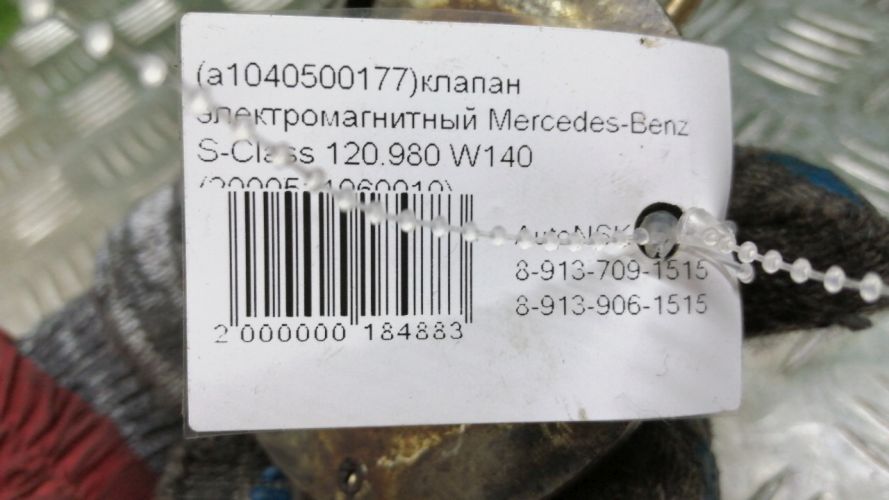 (a1040500177)клапан
электромагнитный Mercedes-Benz
S-Class 120.980 W140
AutoNSK
8-913-709-1515
8-913-906-1515
2 000000 184883